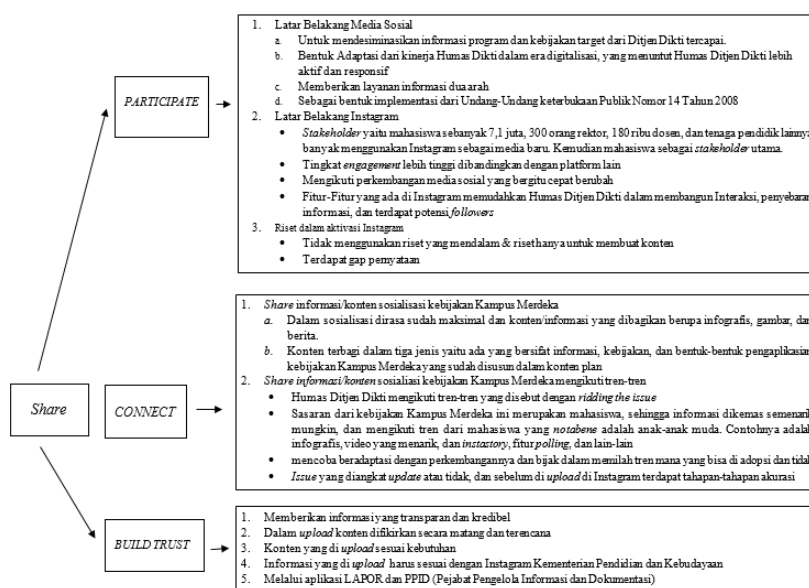 1. Latar Belakang Media Sosial
a. Untuk mendesiminasikan informasi program dan kebijakan target dari Ditjen Dikti tercapai.
b. Bentuk Adaptasi dari kinerja Humas Dikti dalam era digitalisasi, yang menuntut Humas Ditjen Dikti lebih
aktif dan responsif
c. Memberikan layanan informasi dua arah
d. Sebagai bentuk implementasi dari Undang-Undang keterbukaan Publik Nomor 14 Tahun 2008
2. Latar Belakang Instagram
• Stakeholder yaitu mahasiswa sebanyak 7,1 juta, 300 orang rektor, 180 ribu dosen, dan tenaga pendidik lainnya
banyak menggunakan Instagram sebagai media baru. Kemudian mahasiswa sebagai stakeholder utama.
• Tingkat engagement lebih tinggi dibandingkan dengan platform lain
• Mengikuti perkembangan media sosial yang bergitu cepat berubah
• Fitur-Fitur yang ada di Instagram memudahkan Humas Ditjen Dikti dalam membangun Interaksi, penyebaran
informasi, dan terdapat potensi followers
3. Riset dalam aktivasi Instagram
• Tidak menggunakan riset yang mendalam & riset hanya untuk membuat konten
• Terdapat gap pernyataan
PARTICIPATE
1. Share informasi/konten sosialisasi kebijakan Kampus Merdeka
a. Dalam sosialisasi dirasa sudah maksimal dan konten/informasi yang dibagikan berupa infografis, gambar, dan
berita.
b. Konten terbagi dalam tiga jenis yaitu ada yang bersifat informasi, kebijakan, dan bentuk-bentuk pengaplikasian
kebijakan Kampus Merdeka yang sudah disusun dalam konten plan
2. Share informasi/konten sosialiasi kebijakan Kampus Merdeka mengikuti tren-tren
• Humas Ditjen Dikti mengikuti tren-tren yang disebut dengan ridding the issue
• Sasaran dari kebijakan Kampus Merdeka ini merupakan mahasiswa, sehingga informasi dikemas semenarik
mungkin, dan mengikuti tren dari mahasiswa yang notabene adalah anak-anak muda. Contohnya adalah
infografis, video yang menarik, dan instastory, fitur polling, dan lain-lain
• mencoba beradaptasi dengan perkembangannya dan bijak dalam memilah tren mana yang bisa di adopsi dan tidak
• Issue yang diangkat update atau tidak, dan sebelum di upload di Instagram terdapat tahapan-tahapan akurasi
Share
CONNECT
1. Memberikan informasi yang transparan dan kredibel
2. Dalam upload konten difikirkan secara matang dan terencana
3. Konten yang di upload sesuai kebutuhan
4. Informasi yang di upload harus sesuai dengan Instagram Kementerian Pendidian dan Kebudayaan
5. Melalui aplikasi LAPOR dan PPID (Pejabat Pengelola Informasi dan Dokumentasi)
BUILD TRUST